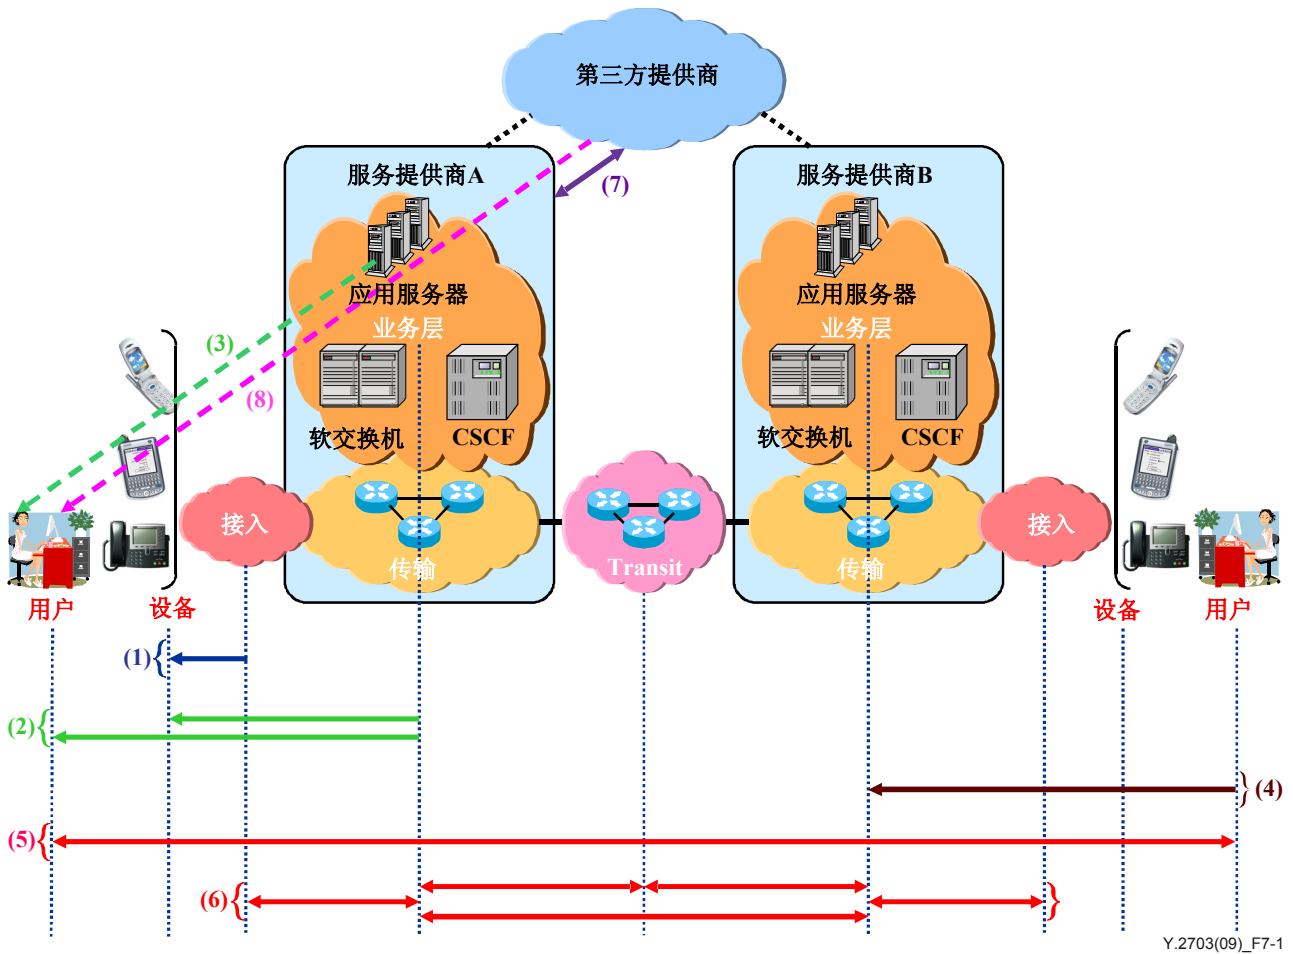 第三方提供商
服务提供商A
服务提供商B
(7)
应用服务器
应用服务器
业务层
业务层
(3)
(8)
软交换机
CSCF
软交换机
CSCF
接入
接入
传输
Transit
传输
用户
设备
设备
用户
(1)
(2)
(4)
(5)
(6)
Y.2703(09)_F7-1